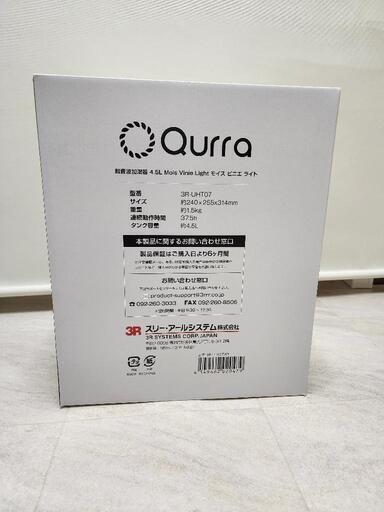 Qurra
超音波加湿器 4.5L Mois Vinie Light モイス ビニエ ライト
型番 3R-UHT07
サイズ 約240×255×314mm
重量 約1.5kg
連続動作時間 37.5h
タンク容量 約4.5L
本製品に関するお問い合わせ窓口
製品保証はご購入日より6ヶ月間
お問い合わせ窓口
product-support@3rrr.co.jp
092-260-3033 FAX 092-260-8506
3R スリー・アールシステム株式会社
3R SYSTEMS CORP.JAPAN